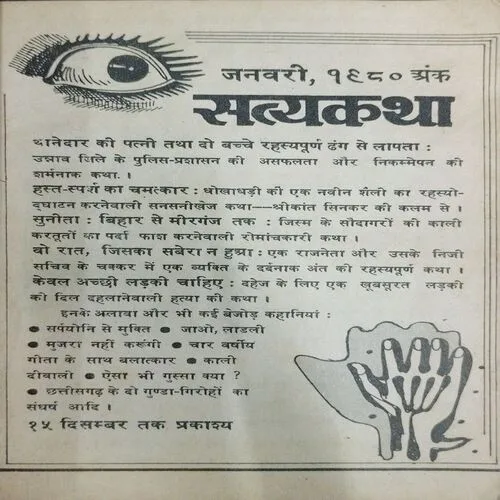 जनवरी, १९८० अंक
सत्यकथा
थानेदार की पत्नी तथा दो बच्चे रहस्यपूर्ण ढंग से लापता :
उन्नाव जिले के पुलिस-प्रशासन की असफलता और निकम्मेपन की
शर्मनाक कथा. ।
हस्त-स्पर्श का चमत्कार : धोखाधड़ी की एक नवीन शैली का रहस्यो-
द्घाटन करनेवाली सनसनीखेज कथा—श्रीकांत सिनकर की कलम से ।
सुनीता : बिहार से मीरगंज तक : जिस्म के सौदागरों की काली
करतूतों का पर्दा फाश करनेवाली रोमांचकारी कथा ।
वो रात, जिसका सबेरा न हुआ : एक राजनेता और उसके निजी
सचिव के चक्कर में एक व्यक्ति के दर्दनाक अंत की रहस्यपूर्ण कथा ।
केवल अच्छी लड़की चाहिए : दहेज के लिए एक खूबसूरत लड़की
की दिल दहलानेवाली हत्या की कथा ।
इनके अलावा और भी कई बेजोड़ कहानियां :
● सर्पयोनि से मुक्ति ● जाओ, लाडली
● मुजरा नहीं करूंगी ● चार वर्षीय
गीता के साथ बलात्कार ● काली
दीवाली ● ऐसा भी गुस्सा क्या ?
● छत्तीसगढ़ के दो गुण्डा-गिरोहों का
संघर्ष आदि ।
१५ दिसम्बर तक प्रकाश्य